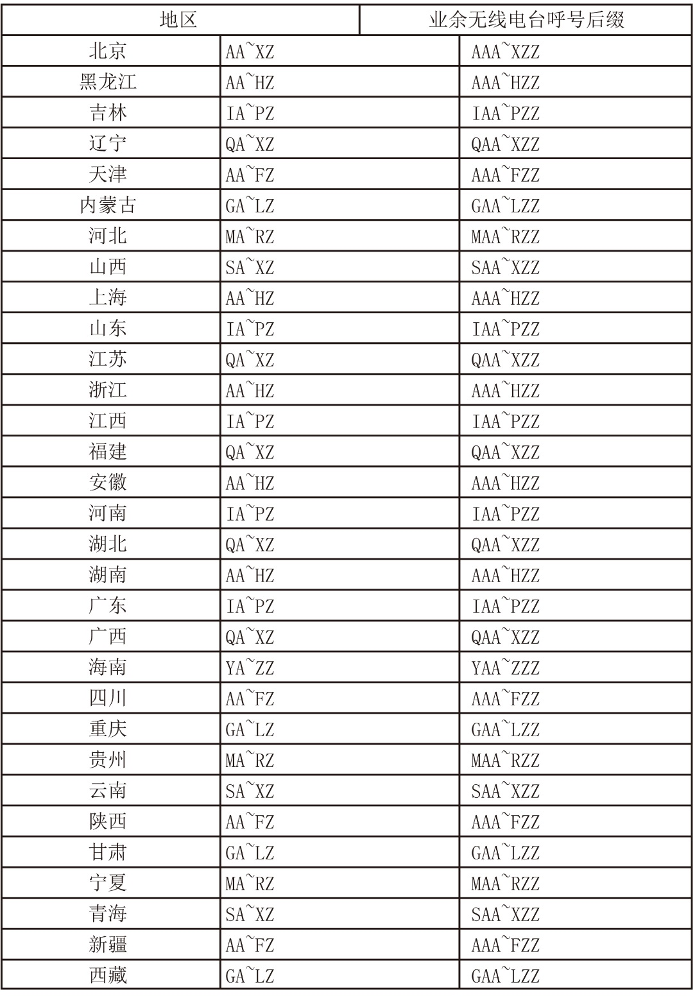 地区 业余无线电台呼号后缀
北京 AA~XZ AAA~XZZ
黑龙江 AA~HZ AAA~HZZ
吉林 IA~PZ IAA~PZZ
辽宁 QA~XZ QAA~XZZ
天津 AA~FZ AAA~FZZ
内蒙古 GA~LZ GAA~LZZ
河北 MA~RZ MAA~RZZ
山西 SA~XZ SAA~XZZ
上海 AA~HZ AAA~HZZ
山东 IA~PZ IAA~PZZ
江苏 QA~XZ QAA~XZZ
浙江 AA~HZ AAA~HZZ
江西 IA~PZ IAA~PZZ
福建 QA~XZ QAA~XZZ
安徽 AA~HZ AAA~HZZ
河南 IA~PZ IAA~PZZ
湖北 QA~XZ QAA~XZZ
湖南 AA~HZ AAA~HZZ
广东 IA~PZ IAA~PZZ
广西 QA~XZ QAA~XZZ
海南 YA~ZZ YAA~ZZZ
四川 AA~FZ AAA~FZZ
重庆 GA~LZ GAA~LZZ
贵州 MA~RZ MAA~RZZ
云南 SA~XZ SAA~XZZ
陕西 AA~FZ AAA~FZZ
甘肃 GA~LZ GAA~LZZ
宁夏 MA~RZ MAA~RZZ
青海 SA~XZ SAA~XZZ
新疆 AA~FZ AAA~FZZ
西藏 GA~LZ GAA~LZZ